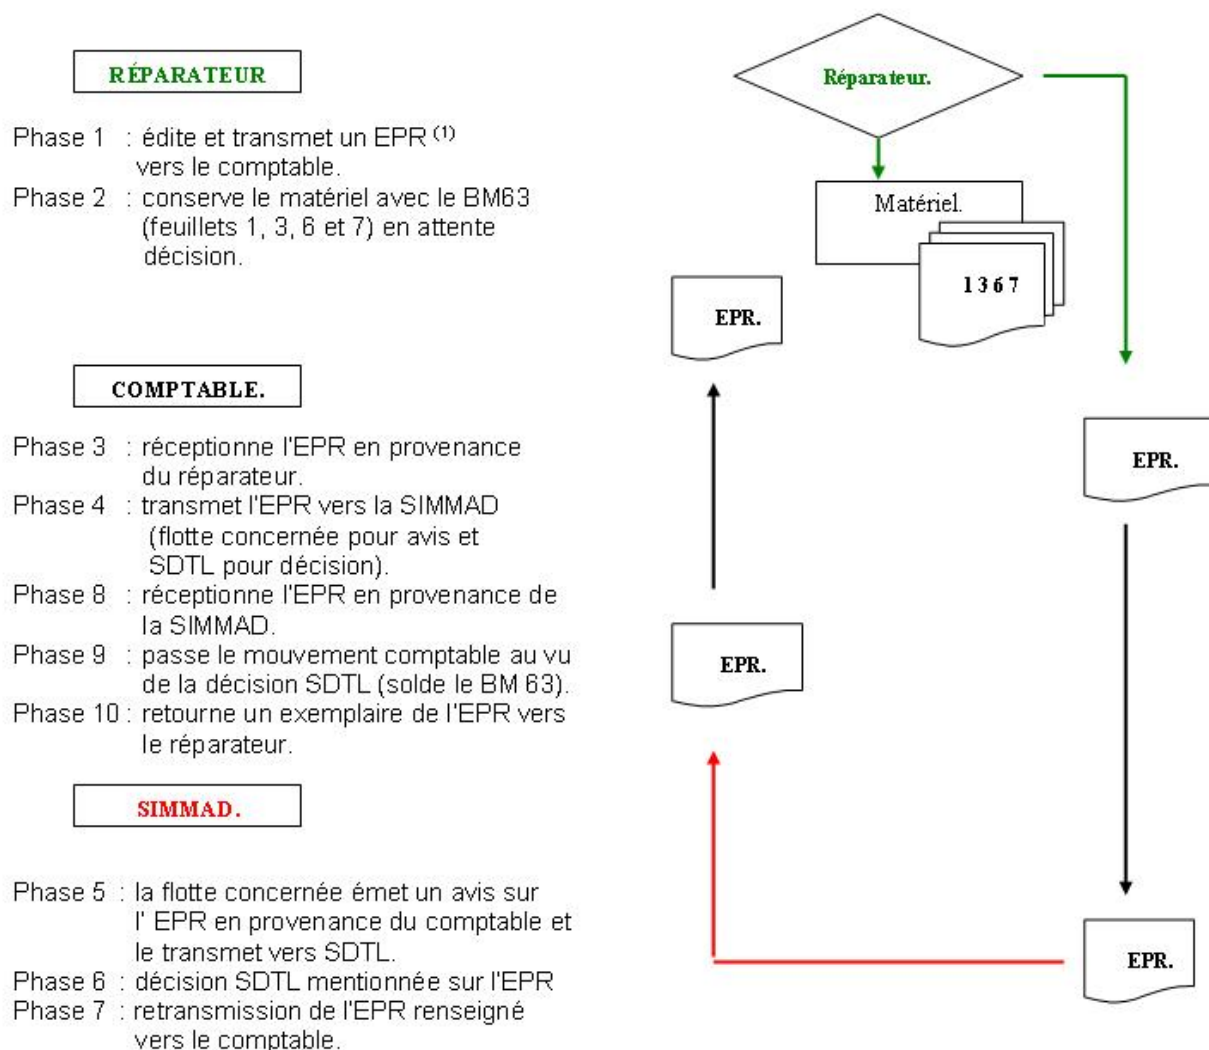 RÉPARATEUR
Phase 1 : édite et transmet un EPR (1)
vers le comptable.
Phase 2 : conserve le matériel avec le BM63
(feuillets 1, 3, 6 et 7) en attente
décision.
COMPTABLE.
Phase 3 : réceptionne l'EPR en provenance
du réparateur.
Phase 4 : transmet l'EPR vers la SIMMAD
(flotte concernée pour avis et
SDTL pour décision).
Phase 8 : réceptionne l'EPR en provenance de
la SIMMAD.
Phase 9 : passe le mouvement comptable au vu
de la décision SDTL (solde le BM 63).
Phase 10 : retourne un exemplaire de l'EPR vers
le réparateur.
SIMMAD.
Phase 5 : la flotte concernée émet un avis sur
l' EPR en provenance du comptable et
le transmet vers SDTL.
Phase 6 : décision SDTL mentionnée sur l'EPR
Phase 7 : retransmission de l'EPR renseigné
vers le comptable.
Réparateur.
Matériel.
1 3 6 7
EPR.
EPR.
EPR.
EPR.